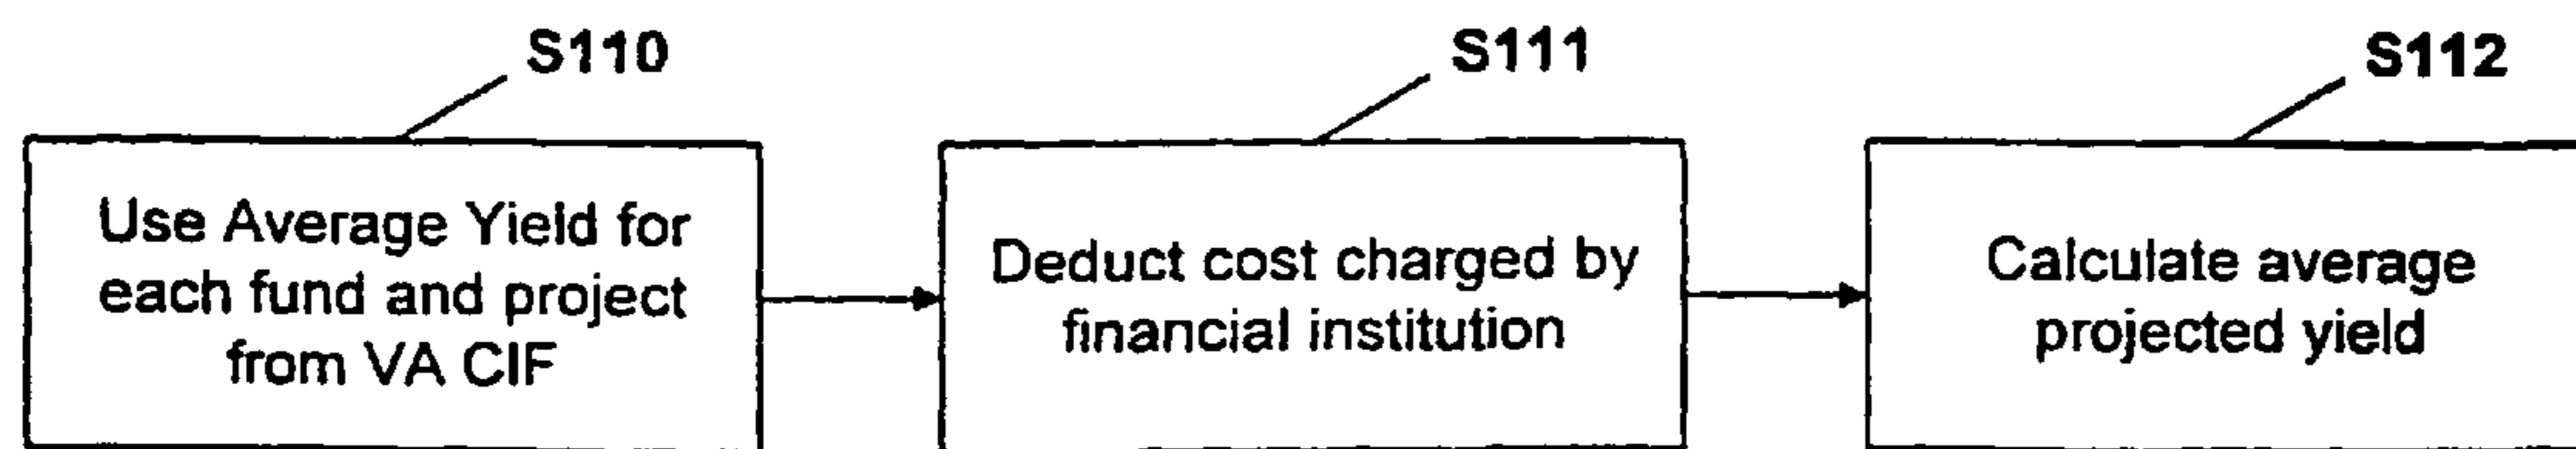 S110
S111
S112
Use Average Yield for
each fund and project
from VA CIF
Deduct cost charged by
financial institution
Calculate average
projected yield